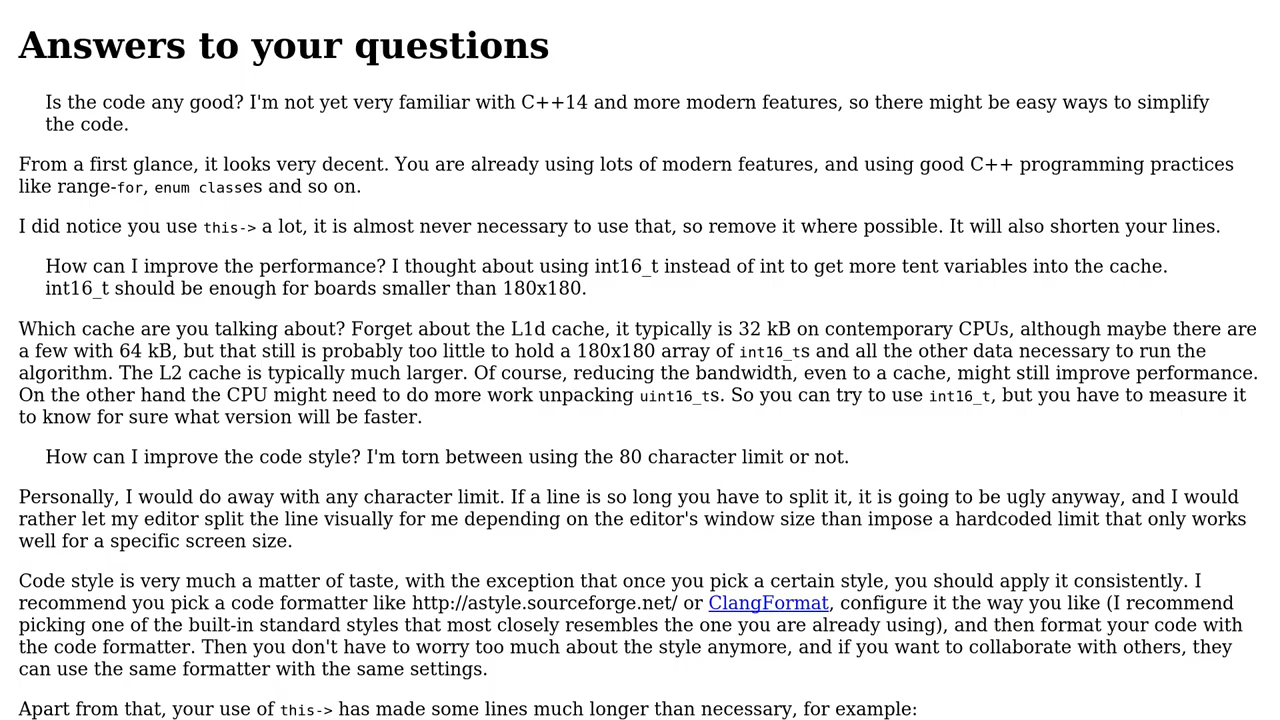 Answers to your questions
Is the code any good? I'm not yet very familiar with C++14 and more modern features, so there might be easy ways to simplify
the code.
From a first glance, it looks very decent. You are already using lots of modern features, and using good C++ programming practices
like range-for, enum classes and so on.
I did notice you use this-> a lot, it is almost never necessary to use that, so remove it where possible. It will also shorten your lines.
How can I improve the performance? I thought about using int16_t instead of int to get more tent variables into the cache.
int16_t should be enough for boards smaller than 180x180.
Which cache are you talking about? Forget about the L1d cache, it typically is 32 kB on contemporary CPUs, although maybe there are
a few with 64 kB, but that still is probably too little to hold a 180x180 array of int16_ts and all the other data necessary to run the
algorithm. The L2 cache is typically much larger. Of course, reducing the bandwidth, even to a cache, might still improve performance.
On the other hand the CPU might need to do more work unpacking uint16_ts. So you can try to use int16_t, but you have to measure it
to know for sure what version will be faster.
How can I improve the code style? I'm torn between using the 80 character limit or not.
Personally, I would do away with any character limit. If a line is so long you have to split it, it is going to be ugly anyway, and I would
rather let my editor split the line visually for me depending on the editor's window size than impose a hardcoded limit that only works
well for a specific screen size.
Code style is very much a matter of taste, with the exception that once you pick a certain style, you should apply it consistently. I
recommend you pick a code formatter like http://astyle.sourceforge.net/ or ClangFormat, configure it the way you like (I recommend
picking one of the built-in standard styles that most closely resembles the one you are already using), and then format your code with
the code formatter. Then you don't have to worry too much about the style anymore, and if you want to collaborate with others, they
can use the same formatter with the same settings.
Apart from that, your use of this-> has made some lines much longer than necessary, for example: